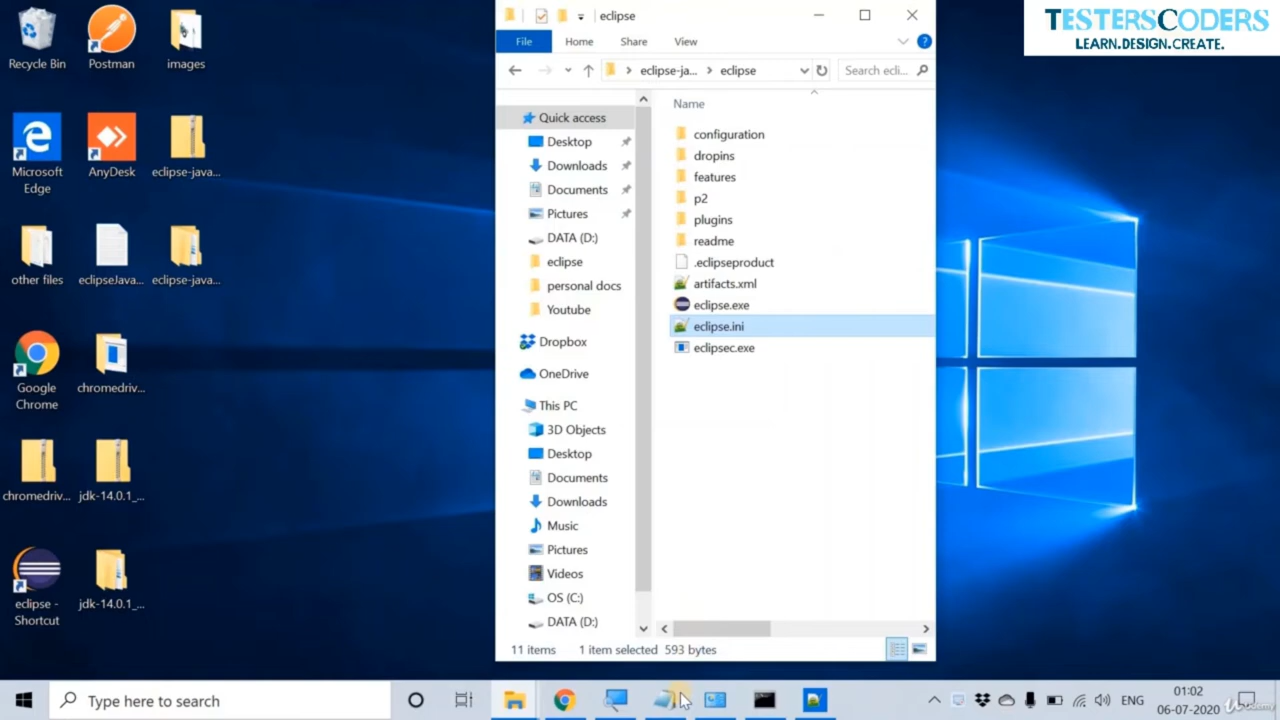 Recycle Bin
Postman
images
Microsoft
Edge
AnyDesk
eclipse-java...
other files
eclipseJava...
eclipse-java...
Google
Chrome
chromedriv...
chromedriv...
jdk-14.0.1_...
eclipse -
Shortcut
jdk-14.0.1_...
eclipse
File
Home
Share
View
eclipse-ja...
eclipse
Search ecli...
Quick access
Desktop
Downloads
Documents
Pictures
DATA (D:)
eclipse
personal docs
Youtube
Dropbox
OneDrive
This PC
3D Objects
Desktop
Documents
Downloads
Music
Pictures
Videos
OS (C:)
DATA (D:)
Name
configuration
dropins
features
p2
plugins
readme
.eclipseproduct
artifacts.xml
eclipse.exe
eclipse.ini
eclipsec.exe
11 items
1 item selected 593 bytes
TESTERSCODERS
LEARN.DESIGN.CREATE.
Type here to search
ENG
01:02
06-07-2020
Udemy